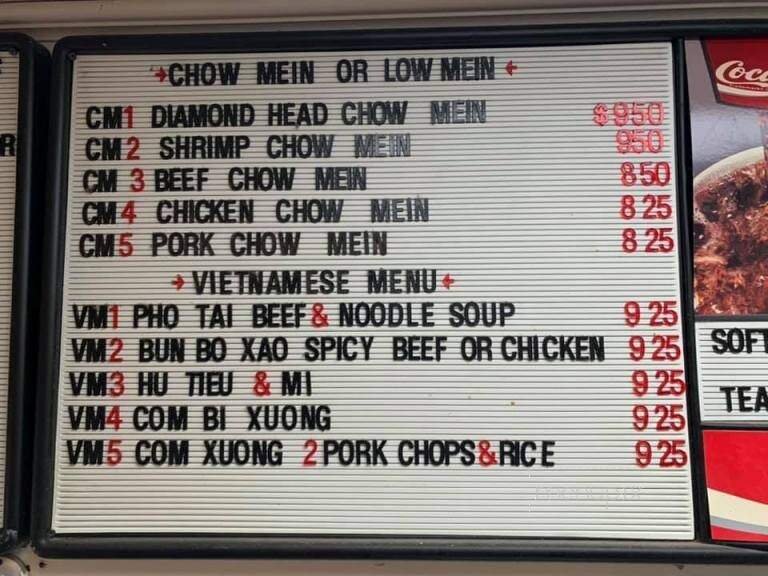 →CHOW MEIN OR LOW MEIN←
CM1 DIAMOND HEAD CHOW MEIN $950
CM2 SHRIMP CHOW MEIN 950
CM 3 BEEF CHOW MEIN 850
CM4 CHICKEN CHOW MEIN 825
CM5 PORK CHOW MEIN 825
→VIETNAMESE MENU←
VM1 PHO TAI BEEF & NOODLE SOUP 925
VM2 BUN BO XAO SPICY BEEF OR CHICKEN 925
VM3 HU TIEU & MI 925
VM4 COM BI XUONG 925
VM5 COM XUONG 2 PORK CHOPS & RICE 925
R
Coc
SOFT
TEA